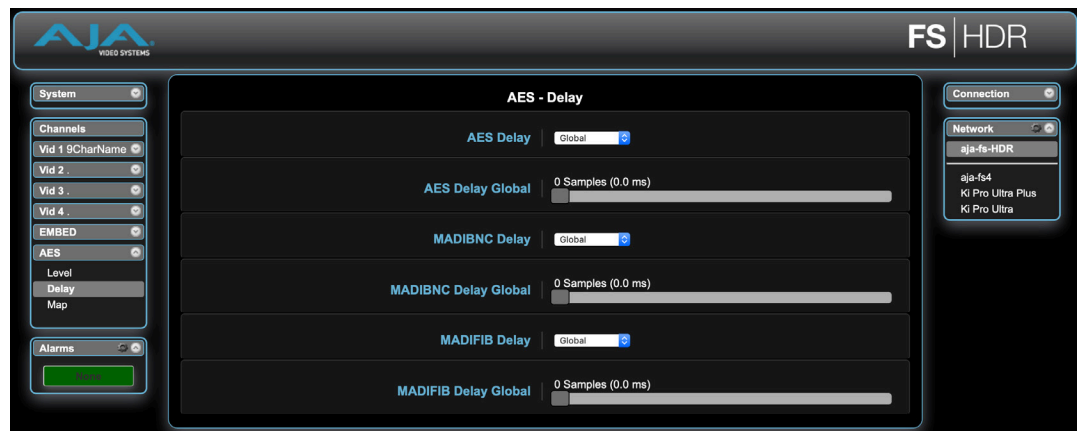 AJA
VIDEO SYSTEMS
FS|HDR
System
Channels
Vid 1 9CharName
Vid 2 .
Vid 3 .
Vid 4 .
EMBED
AES
Level
Delay
Map
Alarms
None
AES - Delay
AES Delay Global
AES Delay Global 0 Samples (0.0 ms)
MADIBNC Delay Global
MADIBNC Delay Global 0 Samples (0.0 ms)
MADIFIB Delay Global
MADIFIB Delay Global 0 Samples (0.0 ms)
Connection
Network
aja-fs-HDR
aja-fs4
Ki Pro Ultra Plus
Ki Pro Ultra